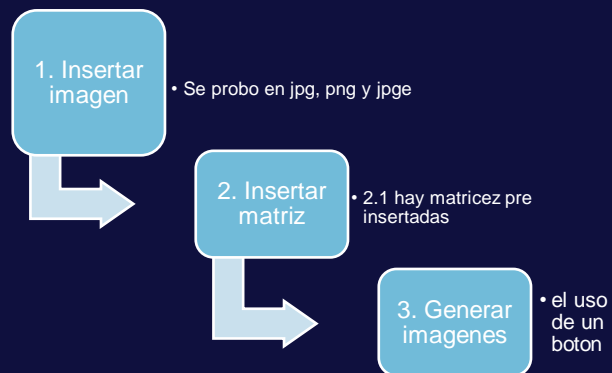 1. Insertar
imagen
• Se probo en jpg, png y jpge
2. Insertar
matriz
• 2.1 hay matricez pre
insertadas
3. Generar
imagenes
• el uso
de un
boton